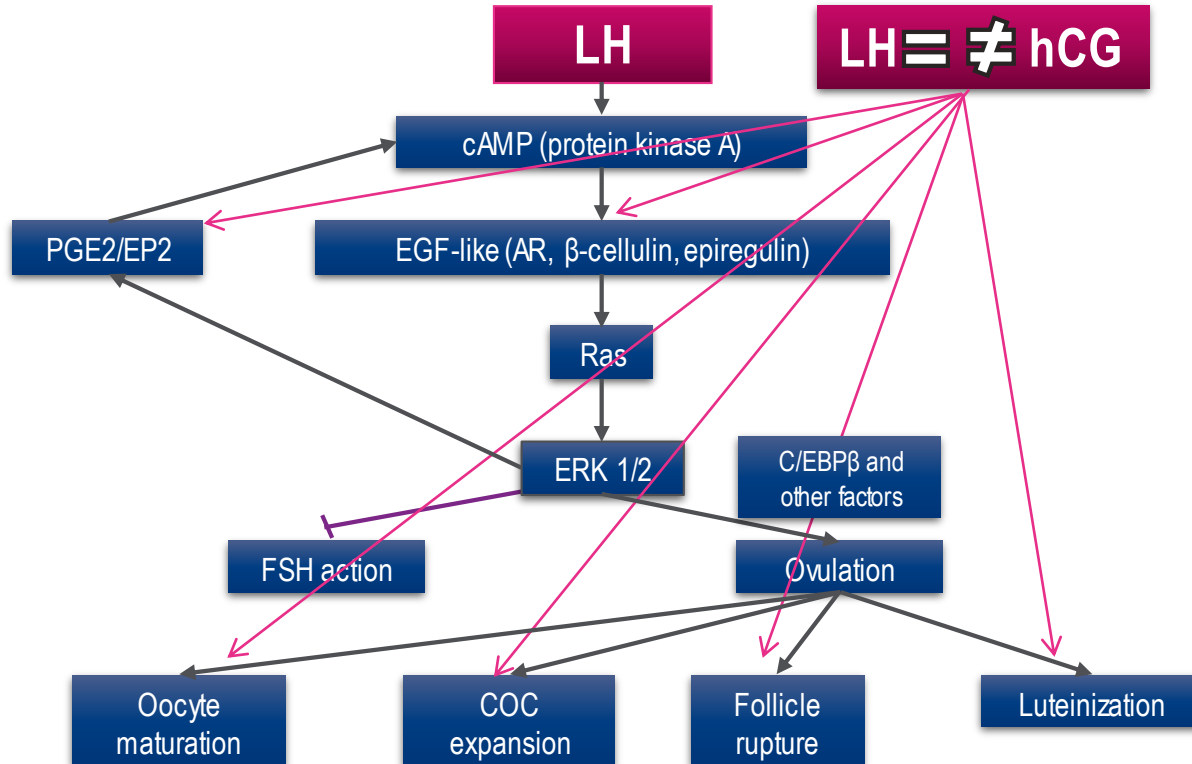 LH
LH = ≠ hCG
cAMP (protein kinase A)
PGE2/EP2
EGF-like (AR, β-cellulin, epiregulin)
Ras
ERK 1/2
C/EBPβ and
other factors
FSH action
Ovulation
Oocyte
maturation
COC
expansion
Follicle
rupture
Luteinization